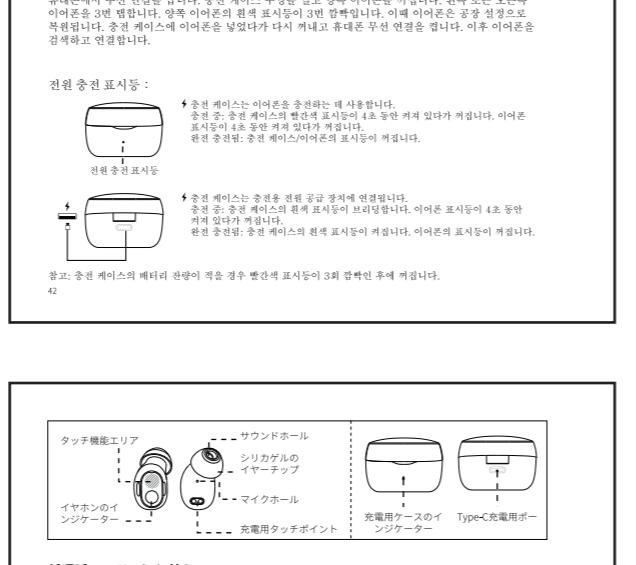 이어폰을 3번 탭합니다. 양쪽 이어폰의 흰색 표시등이 3번 깜빡입니다. 이때 이어폰은 공장 설정으로
복원됩니다. 충전 케이스에 이어폰을 넣었다가 다시 꺼내고 휴대폰 무선 연결을 켭니다. 이후 이어폰을
검색하고 연결합니다.
전원 충전 표시등 :
충전 케이스는 이어폰을 충전하는 데 사용합니다.
충전 중: 충전 케이스의 빨간색 표시등이 4초 동안 켜져 있다가 꺼집니다. 이어폰
표시등이 4초 동안 켜져 있다가 꺼집니다.
완전 충전됨: 충전 케이스/이어폰의 표시등이 꺼집니다.
전원 충전 표시등
충전 케이스는 충전용 전원 공급 장치에 연결됩니다.
충전 중: 충전 케이스의 흰색 표시등이 브리딩합니다. 이어폰 표시등이 4초 동안
켜져 있다가 꺼집니다.
완전 충전됨: 충전 케이스의 흰색 표시등이 켜집니다. 이어폰의 표시등이 꺼집니다.
참고: 충전 케이스의 배터리 잔량이 적을 경우 빨간색 표시등이 3회 깜빡인 후에 꺼집니다.
42
タッチ機能エリア
イヤホンのイ
ンジケーター
サウンドホール
シリカゲルの
イヤーチップ
マイクホール
充電用タッチポイント
充電用ケースのイ
ンジケーター
Type-C充電用ポー